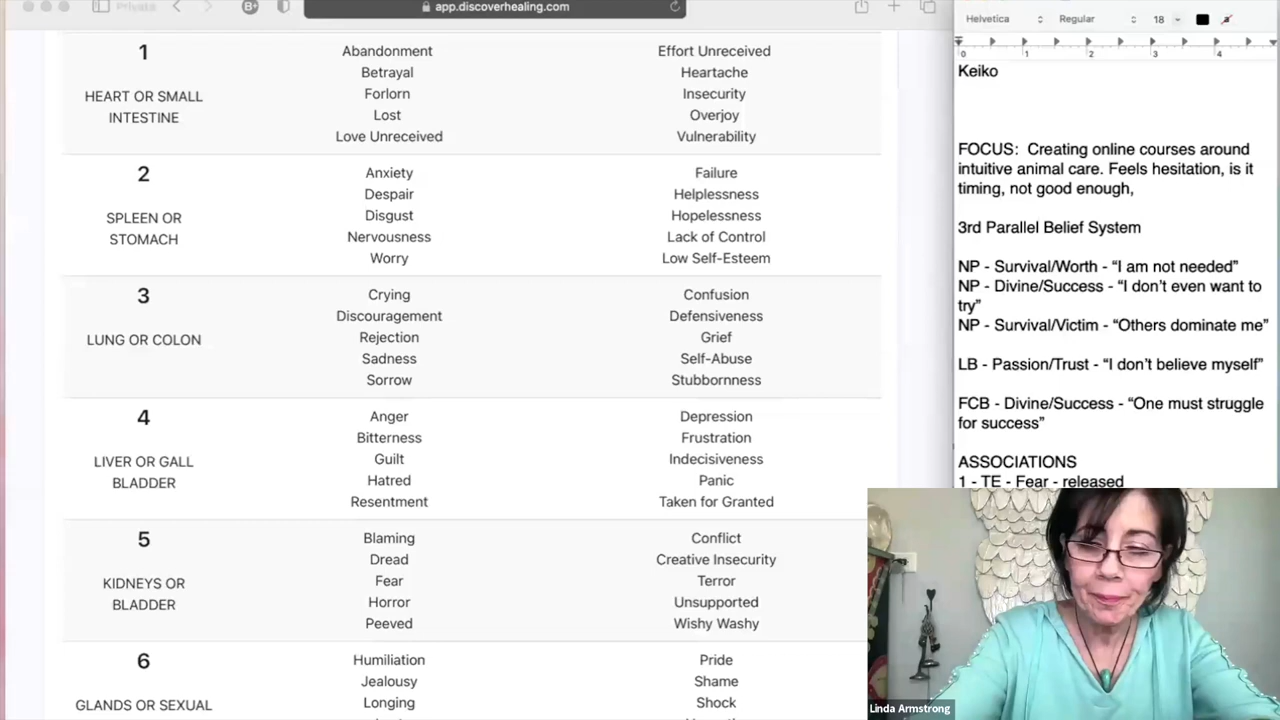 Private
B+
app.discoverhealing.com
1
HEART OR SMALL
INTESTINE
Abandonment
Betrayal
Forlorn
Lost
Love Unreceived
Effort Unreceived
Heartache
Insecurity
Overjoy
Vulnerability
2
SPLEEN OR
STOMACH
Anxiety
Despair
Disgust
Nervousness
Worry
Failure
Helplessness
Hopelessness
Lack of Control
Low Self-Esteem
3
LUNG OR COLON
Crying
Discouragement
Rejection
Sadness
Sorrow
Confusion
Defensiveness
Grief
Self-Abuse
Stubbornness
4
LIVER OR GALL
BLADDER
Anger
Bitterness
Guilt
Hatred
Resentment
Depression
Frustration
Indecisiveness
Panic
Taken for Granted
5
KIDNEYS OR
BLADDER
Blaming
Dread
Fear
Horror
Peeved
Conflict
Creative Insecurity
Terror
Unsupported
Wishy Washy
6
GLANDS OR SEXUAL
Humiliation
Jealousy
Longing
Pride
Shame
Shock
Helvetica Regular 18 a
0 1 2 3 4
Keiko
FOCUS: Creating online courses around
intuitive animal care. Feels hesitation, is it
timing, not good enough,
3rd Parallel Belief System
NP - Survival/Worth - “I am not needed”
NP - Divine/Success - “I don’t even want to
try”
NP - Survival/Victim - “Others dominate me”
LB - Passion/Trust - “I don’t believe myself”
FCB - Divine/Success - “One must struggle
for success”
ASSOCIATIONS
1 - TE - Fear - released
Linda Armstrong